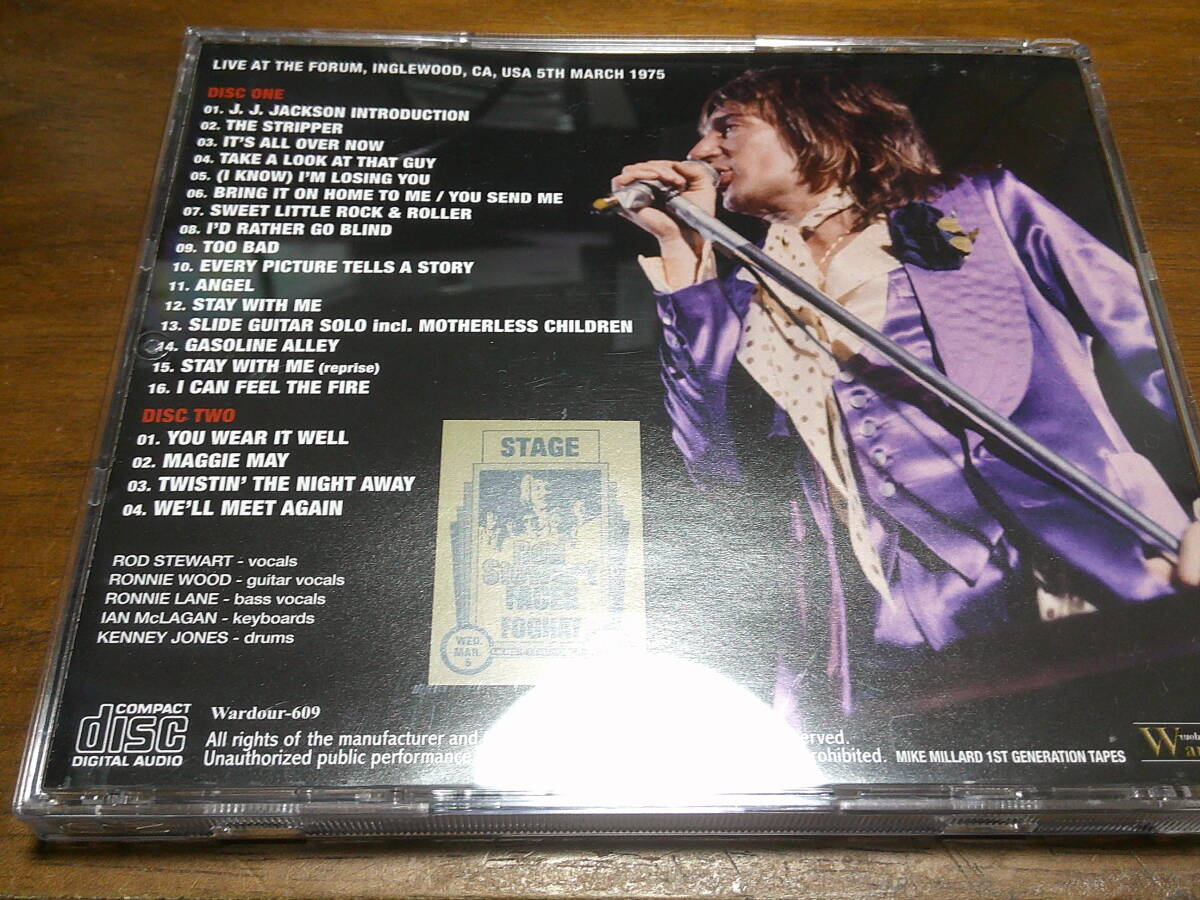 LIVE AT THE FORUM, INGLEWOOD, CA, USA 5TH MARCH 1975
DISC ONE
01. J. J. JACKSON INTRODUCTION
02. THE STRIPPER
03. IT'S ALL OVER NOW
04. TAKE A LOOK AT THAT GUY
05. (I KNOW) I'M LOSING YOU
06. BRING IT ON HOME TO ME / YOU SEND ME
07. SWEET LITTLE ROCK & ROLLER
08. I'D RATHER GO BLIND
09. TOO BAD
10. EVERY PICTURE TELLS A STORY
11. ANGEL
12. STAY WITH ME
13. SLIDE GUITAR SOLO incl. MOTHERLESS CHILDREN
14. GASOLINE ALLEY
15. STAY WITH ME (reprise)
16. I CAN FEEL THE FIRE
DISC TWO
01. YOU WEAR IT WELL
02. MAGGIE MAY
03. TWISTIN' THE NIGHT AWAY
04. WE'LL MEET AGAIN
STAGE
FACES
FOGHAT
WED.
MAR.
5
ROD STEWART - vocals
RONNIE WOOD - guitar vocals
RONNIE LANE - bass vocals
IAN McLAGAN - keyboards
KENNEY JONES - drums
COMPACT
disc
DIGITAL AUDIO
Wardour-609
All rights of the manufacturer and
Unauthorized public performance,
MIKE MILLARD 1ST GENERATION TAPES